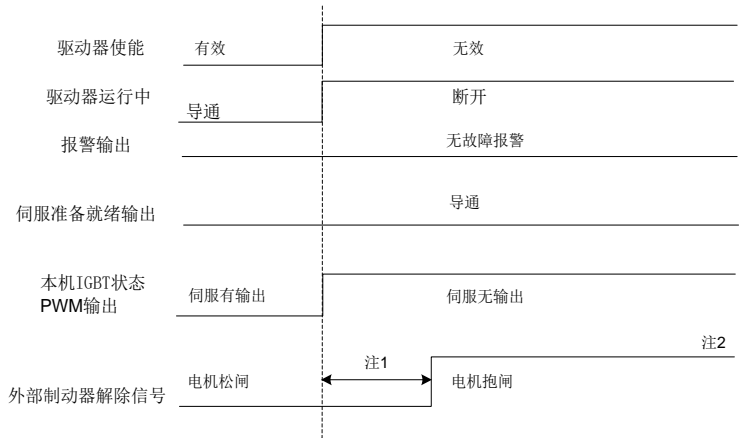 驱动器使能 有效 无效
驱动器运行中 导通 断开
报警输出 无故障报警
伺服准备就绪输出 导通
本机IGBT状态
PWM输出 伺服有输出 伺服无输出
注1 注2
外部制动器解除信号 电机松闸 电机抱闸